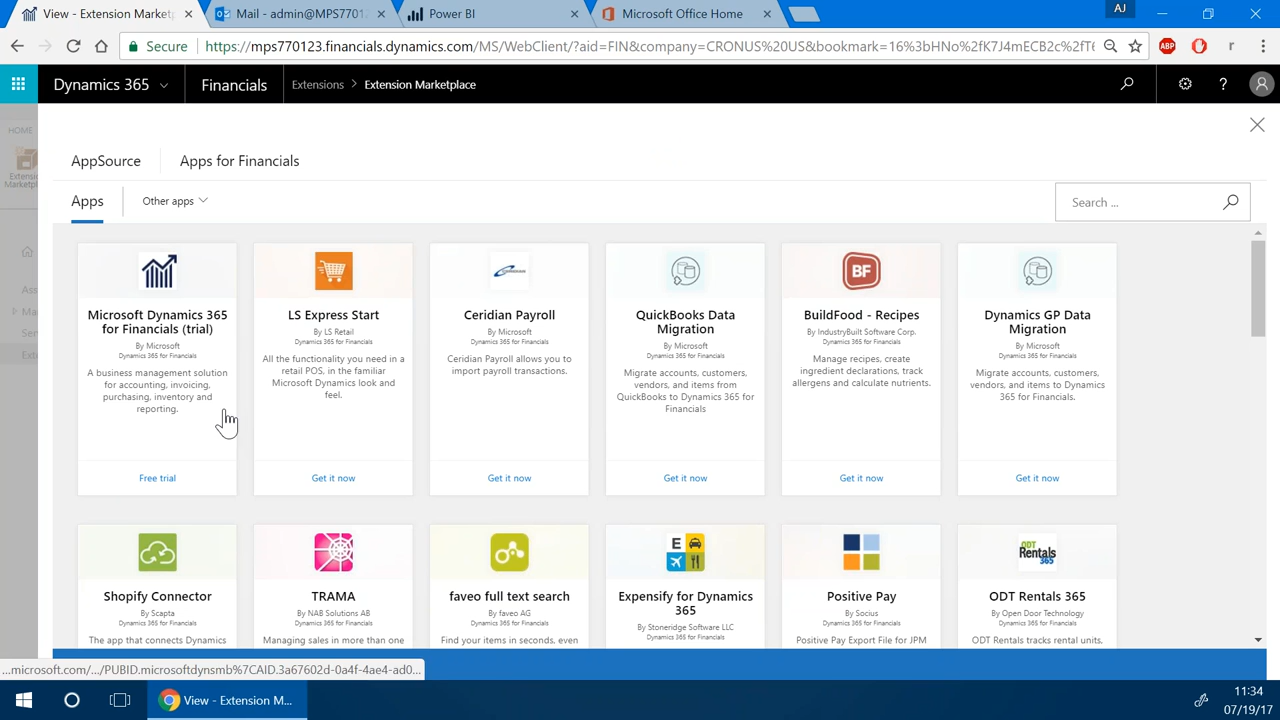 View - Extension Market
Mail - admin@MPS7701
Power BI
Microsoft Office Home
AJ
Secure
https://mps770123.financials.dynamics.com/MS/WebClient/?aid=FIN&company=CRONUS%20US&bookmark=16%3bHNo%2fK7J4mECB2c%2fT6
ABP
r
Dynamics 365
Financials
Extensions > Extension Marketplace
?
HOME
Extension
Marketpl
Ass
Ma
Sen
Exte
AppSource
Apps for Financials
Apps
Other apps
Search ...
Microsoft Dynamics 365
for Financials (trial)
By Microsoft
Dynamics 365 for Financials
A business management solution
for accounting, invoicing,
purchasing, inventory and
reporting.
Free trial
LS Express Start
By LS Retail
Dynamics 365 for Financials
All the functionality you need in a
retail POS, in the familiar
Microsoft Dynamics look and
feel.
Get it now
CERIDIAN
Ceridian Payroll
By Microsoft
Dynamics 365 for Financials
Ceridian Payroll allows you to
import payroll transactions.
Get it now
QuickBooks Data
Migration
By Microsoft
Dynamics 365 for Financials
Migrate accounts, customers,
vendors, and items from
QuickBooks to Dynamics 365 for
Financials
Get it now
BF
BuildFood - Recipes
By IndustryBuilt Software Corp.
Dynamics 365 for Financials
Manage recipes, create
ingredient declarations, track
allergens and calculate nutrients.
Get it now
Dynamics GP Data
Migration
By Microsoft
Dynamics 365 for Financials
Migrate accounts, customers,
vendors, and items to Dynamics
365 for Financials.
Get it now
Shopify Connector
By Scapta
Dynamics 365 for Financials
The app that connects Dynamics
TRAMA
By NAB Solutions AB
Dynamics 365 for Financials
Managing sales in more than one
faveo full text search
By faveo AG
Dynamics 365 for Financials
Find your items in seconds, even
E
Expensify for Dynamics
365
By Stoneridge Software LLC
Dynamics 365 for Financials
Positive Pay
By Socius
Dynamics 365 for Financials
Positive Pay Export File for JPM
ODT
Rentals
365
ODT Rentals 365
By Open Door Technology
Dynamics 365 for Financials
ODT Rentals tracks rental units,
...microsoft.com/.../PUBID.microsoftdynsmb%7CAID.3a67602d-0a4f-4ae4-ad0...
View - Extension M...
11:34
07/19/17